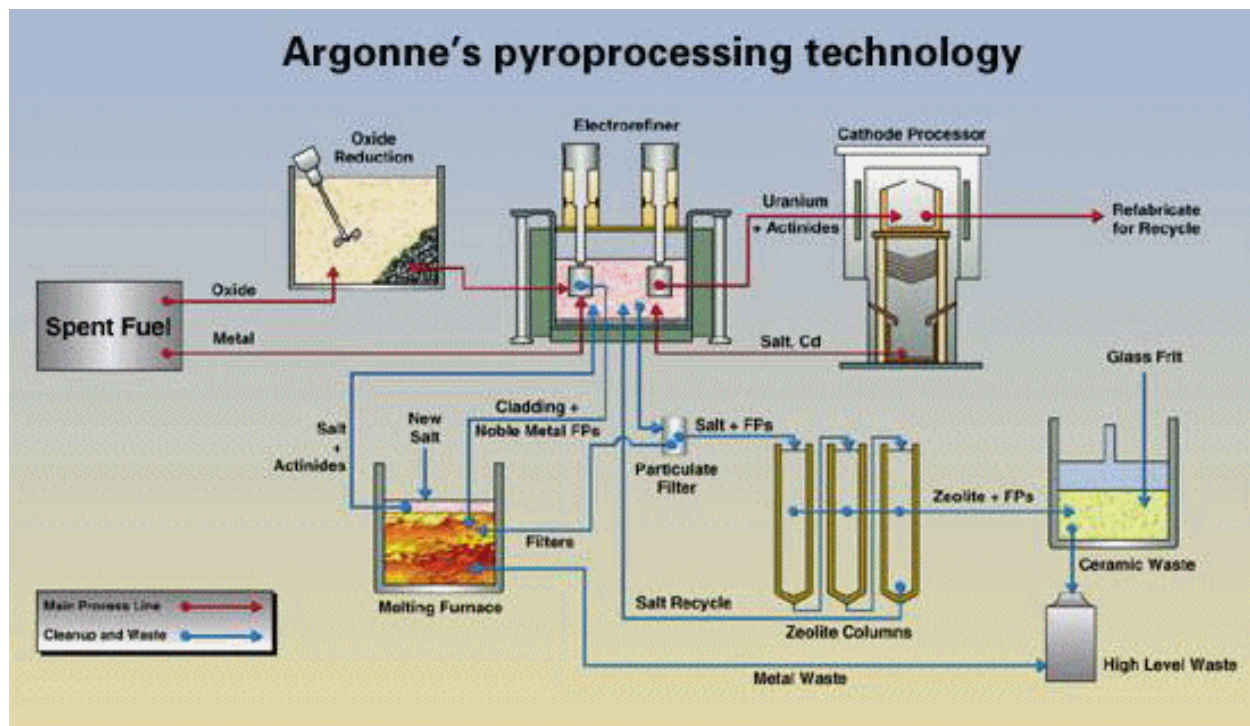 Argonne's pyroprocessing technology
Electrorefiner
Oxide
Reduction
Cathode Processor
Uranium
+ Actinides
Refabricate
for Recycle
Spent Fuel
Oxide
Metal
Salt, Cd
Glass Frit
Salt
+
Actinides
New
Salt
Cladding +
Noble Metal FPs
Salt + FPs
Particulate
Filter
Zeolite + FPs
Filters
Ceramic Waste
Melting Furnace
Salt Recycle
Zeolite Columns
Main Process Line
Cleanup and Waste
High Level Waste
Metal Waste